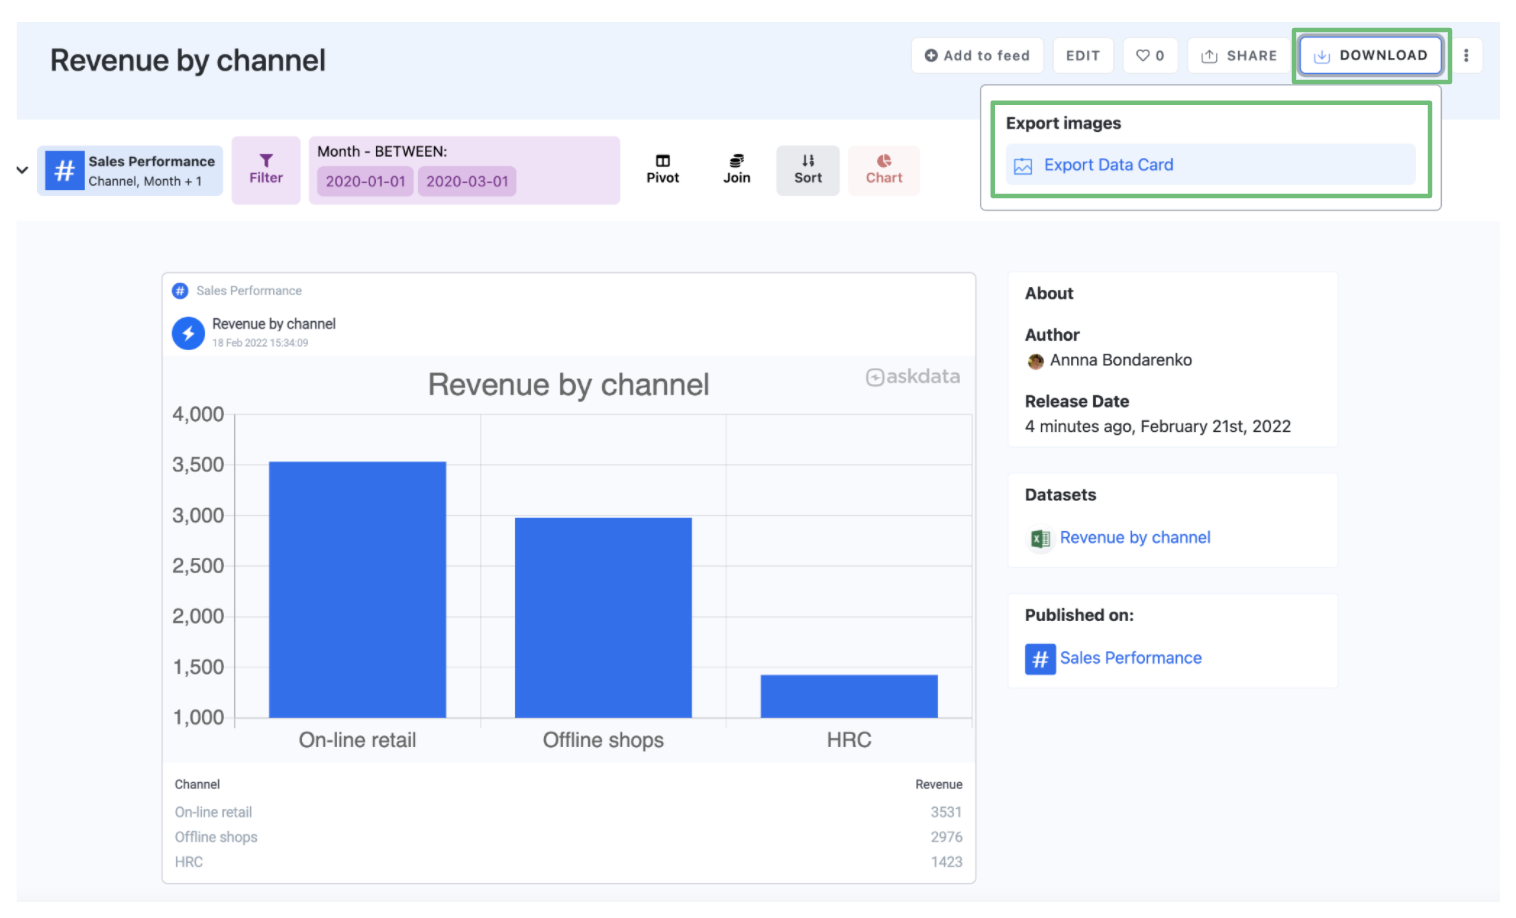 Revenue by channel
Add to feed
EDIT
0
SHARE
DOWNLOAD
Export images
Export Data Card
#
Sales Performance
Channel, Month + 1
Filter
Month - BETWEEN:
2020-01-01
2020-03-01
Pivot
Join
Sort
Chart
# Sales Performance
Revenue by channel
18 Feb 2022 15:34:09
Revenue by channel
askdata
4,000
3,500
3,000
2,500
2,000
1,500
1,000
On-line retail
Offline shops
HRC
Channel Revenue
On-line retail 3531
Offline shops 2976
HRC 1423
About
Author
Annna Bondarenko
Release Date
4 minutes ago, February 21st, 2022
Datasets
Revenue by channel
Published on:
# Sales Performance